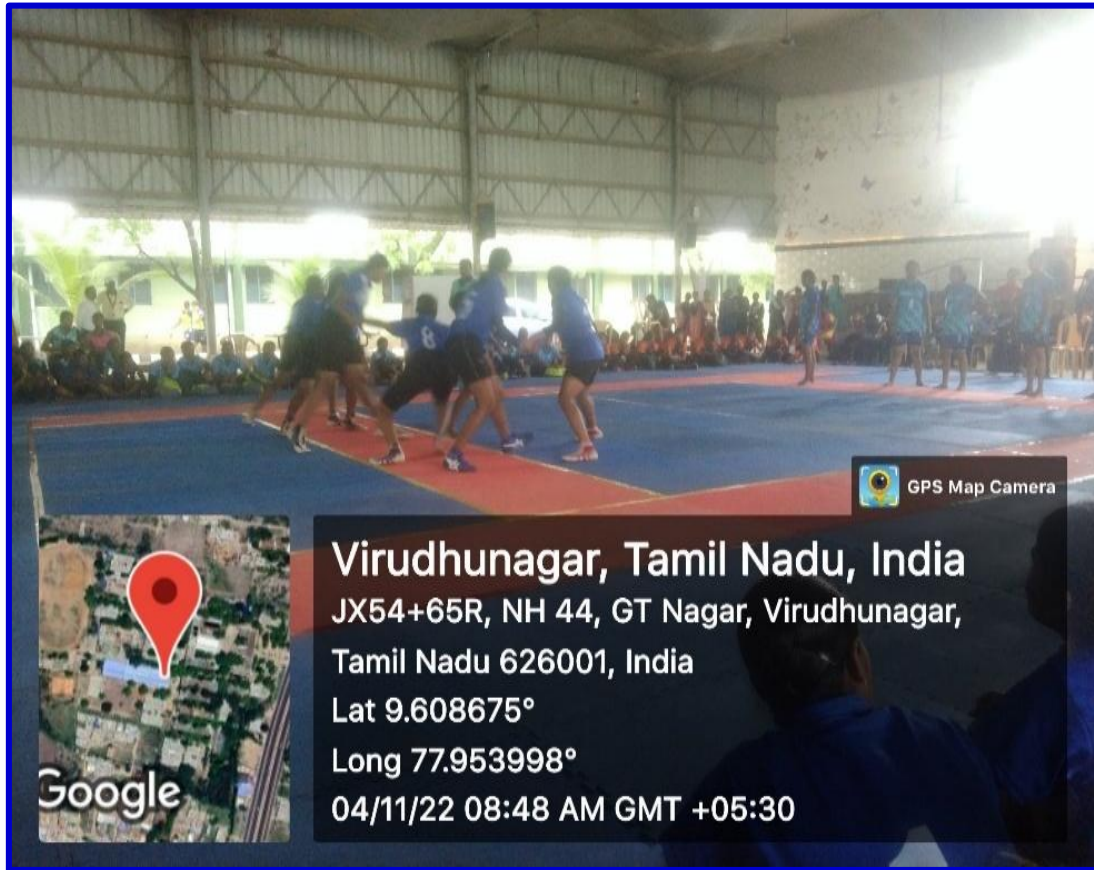 8
GPS Map Camera
Virudhunagar, Tamil Nadu, India
JX54+65R, NH 44, GT Nagar, Virudhunagar,
Tamil Nadu 626001, India
Lat 9.608675°
Long 77.953998°
04/11/22 08:48 AM GMT +05:30
Google